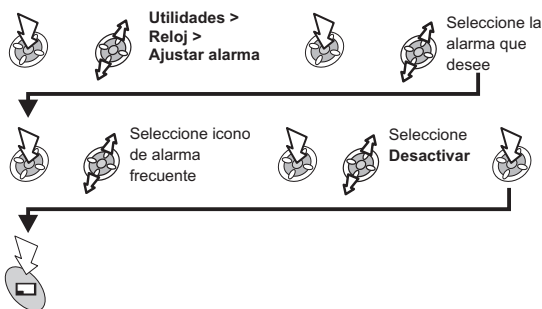 Utilidades >
Reloj >
Ajustar alarma
Seleccione la
alarma que
desee
Seleccione icono
de alarma
frecuente
Seleccione
Desactivar